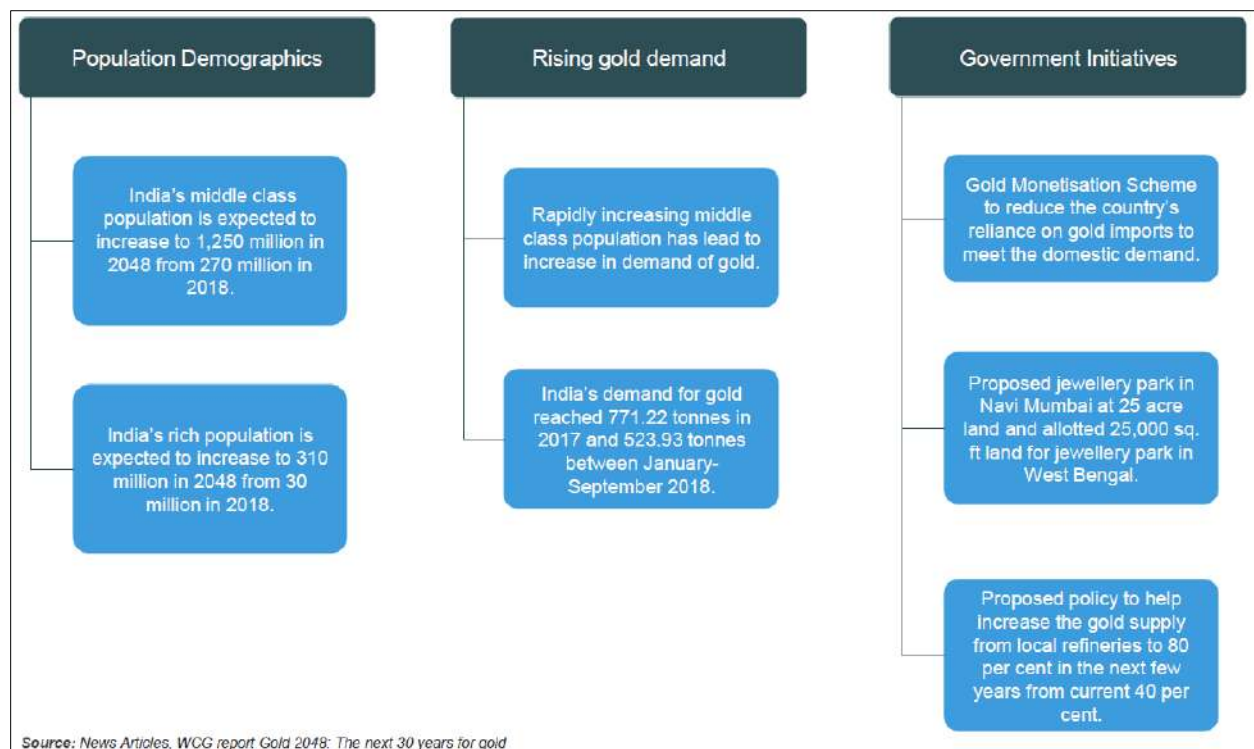 Population Demographics
India's middle class
population is expected to
increase to 1,250 million in
2048 from 270 million in
2018.
India's rich population is
expected to increase to 310
million in 2048 from 30
million in 2018.
Rising gold demand
Rapidly increasing middle
class population has lead to
increase in demand of gold.
India's demand for gold
reached 771.22 tonnes in
2017 and 523.93 tonnes
between January-
September 2018.
Government Initiatives
Gold Monetisation Scheme
to reduce the country's
reliance on gold imports to
meet the domestic demand.
Proposed jewellery park in
Navi Mumbai at 25 acre
land and allotted 25,000 sq.
ft land for jewellery park in
West Bengal.
Proposed policy to help
increase the gold supply
from local refineries to 80
per cent in the next few
years from current 40 per
cent.
Source: News Articles, WCG report Gold 2048: The next 30 years for gold